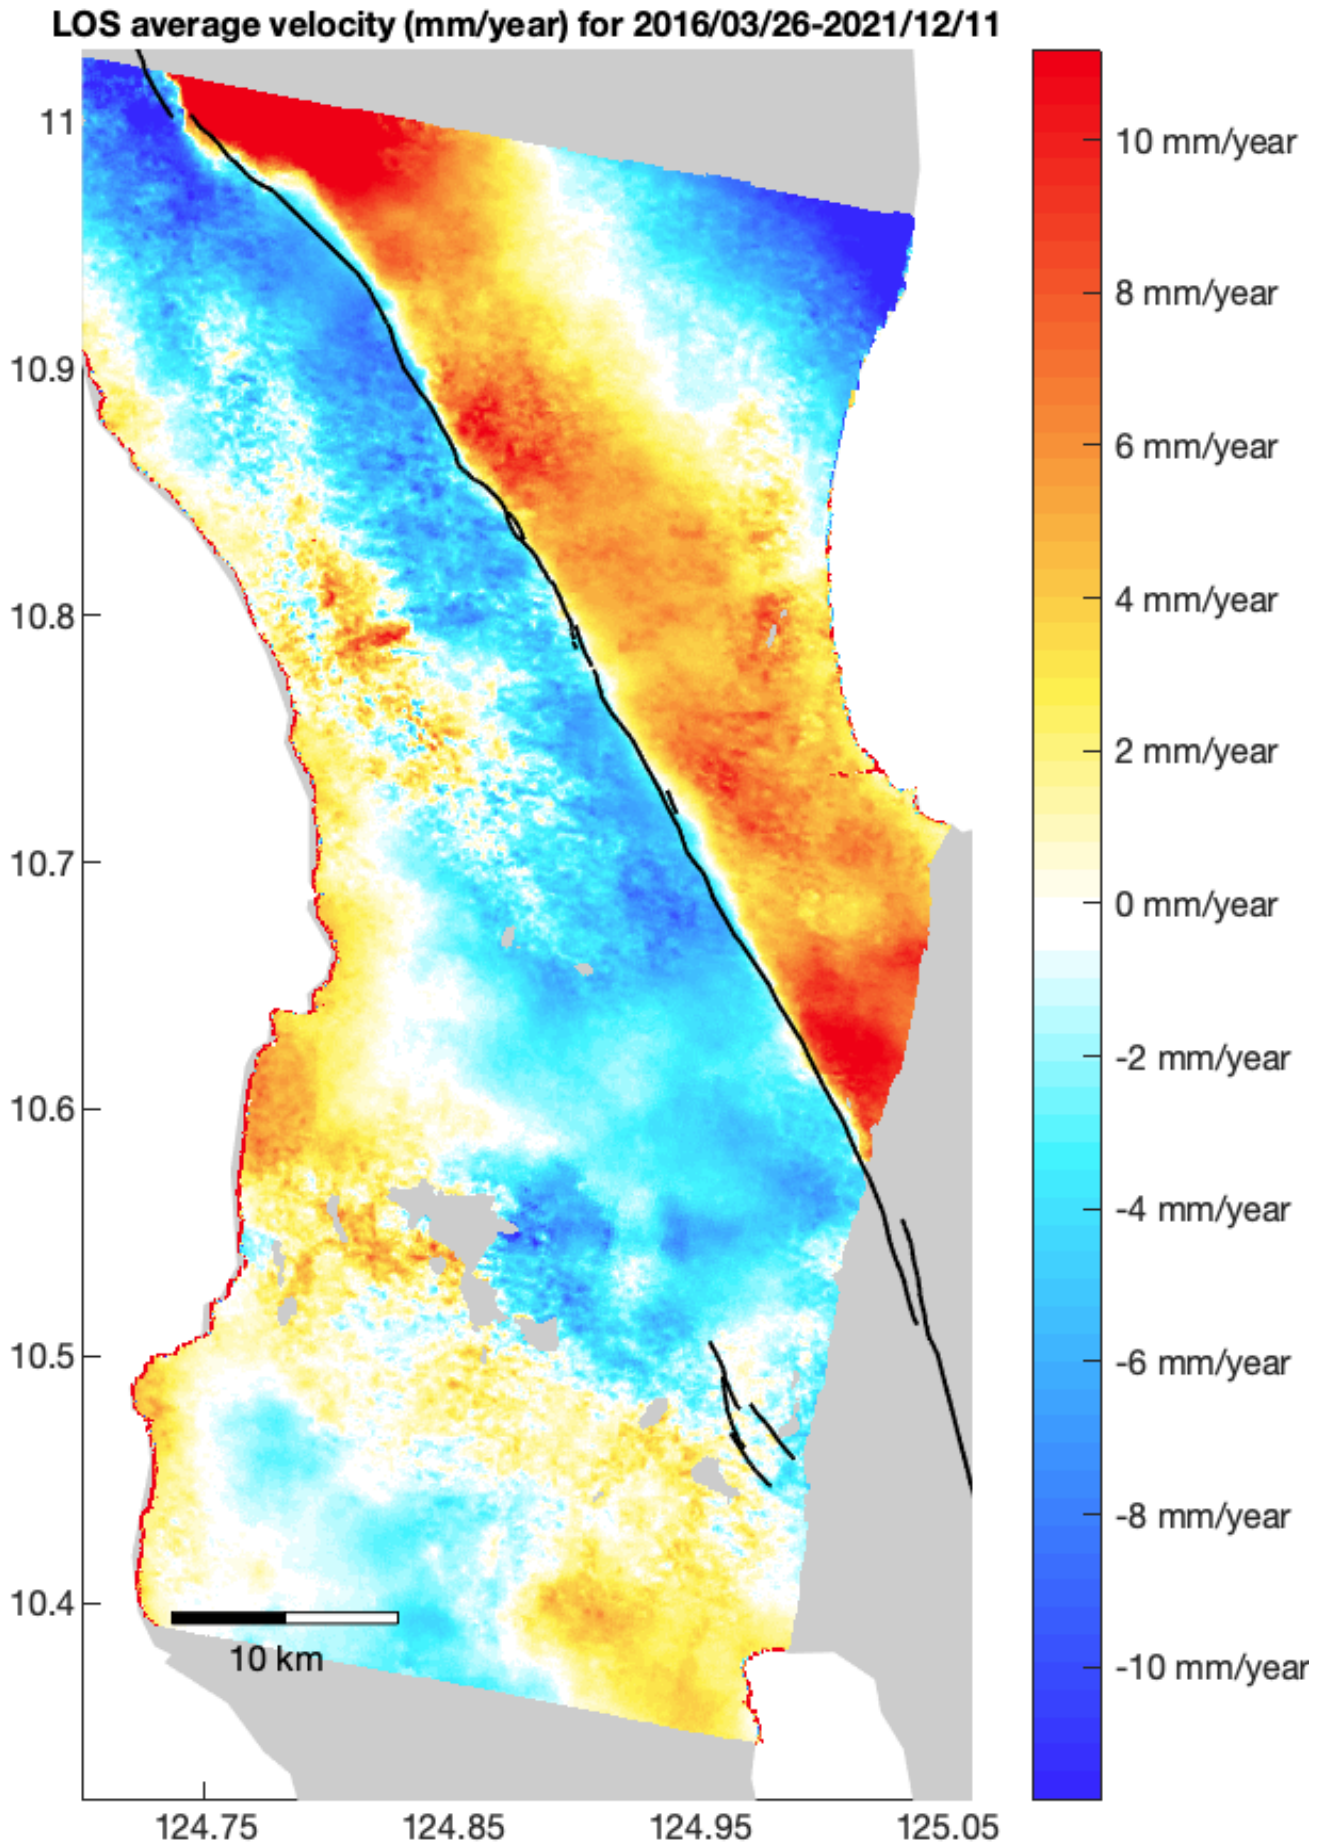 LOS average velocity (mm/year) for 2016/03/26-2021/12/11
11
10.9
10.8
10.7
10.6
10.5
10.4
10 km
124.75 124.85 124.95 125.05
10 mm/year
8 mm/year
6 mm/year
4 mm/year
2 mm/year
0 mm/year
-2 mm/year
-4 mm/year
-6 mm/year
-8 mm/year
-10 mm/year